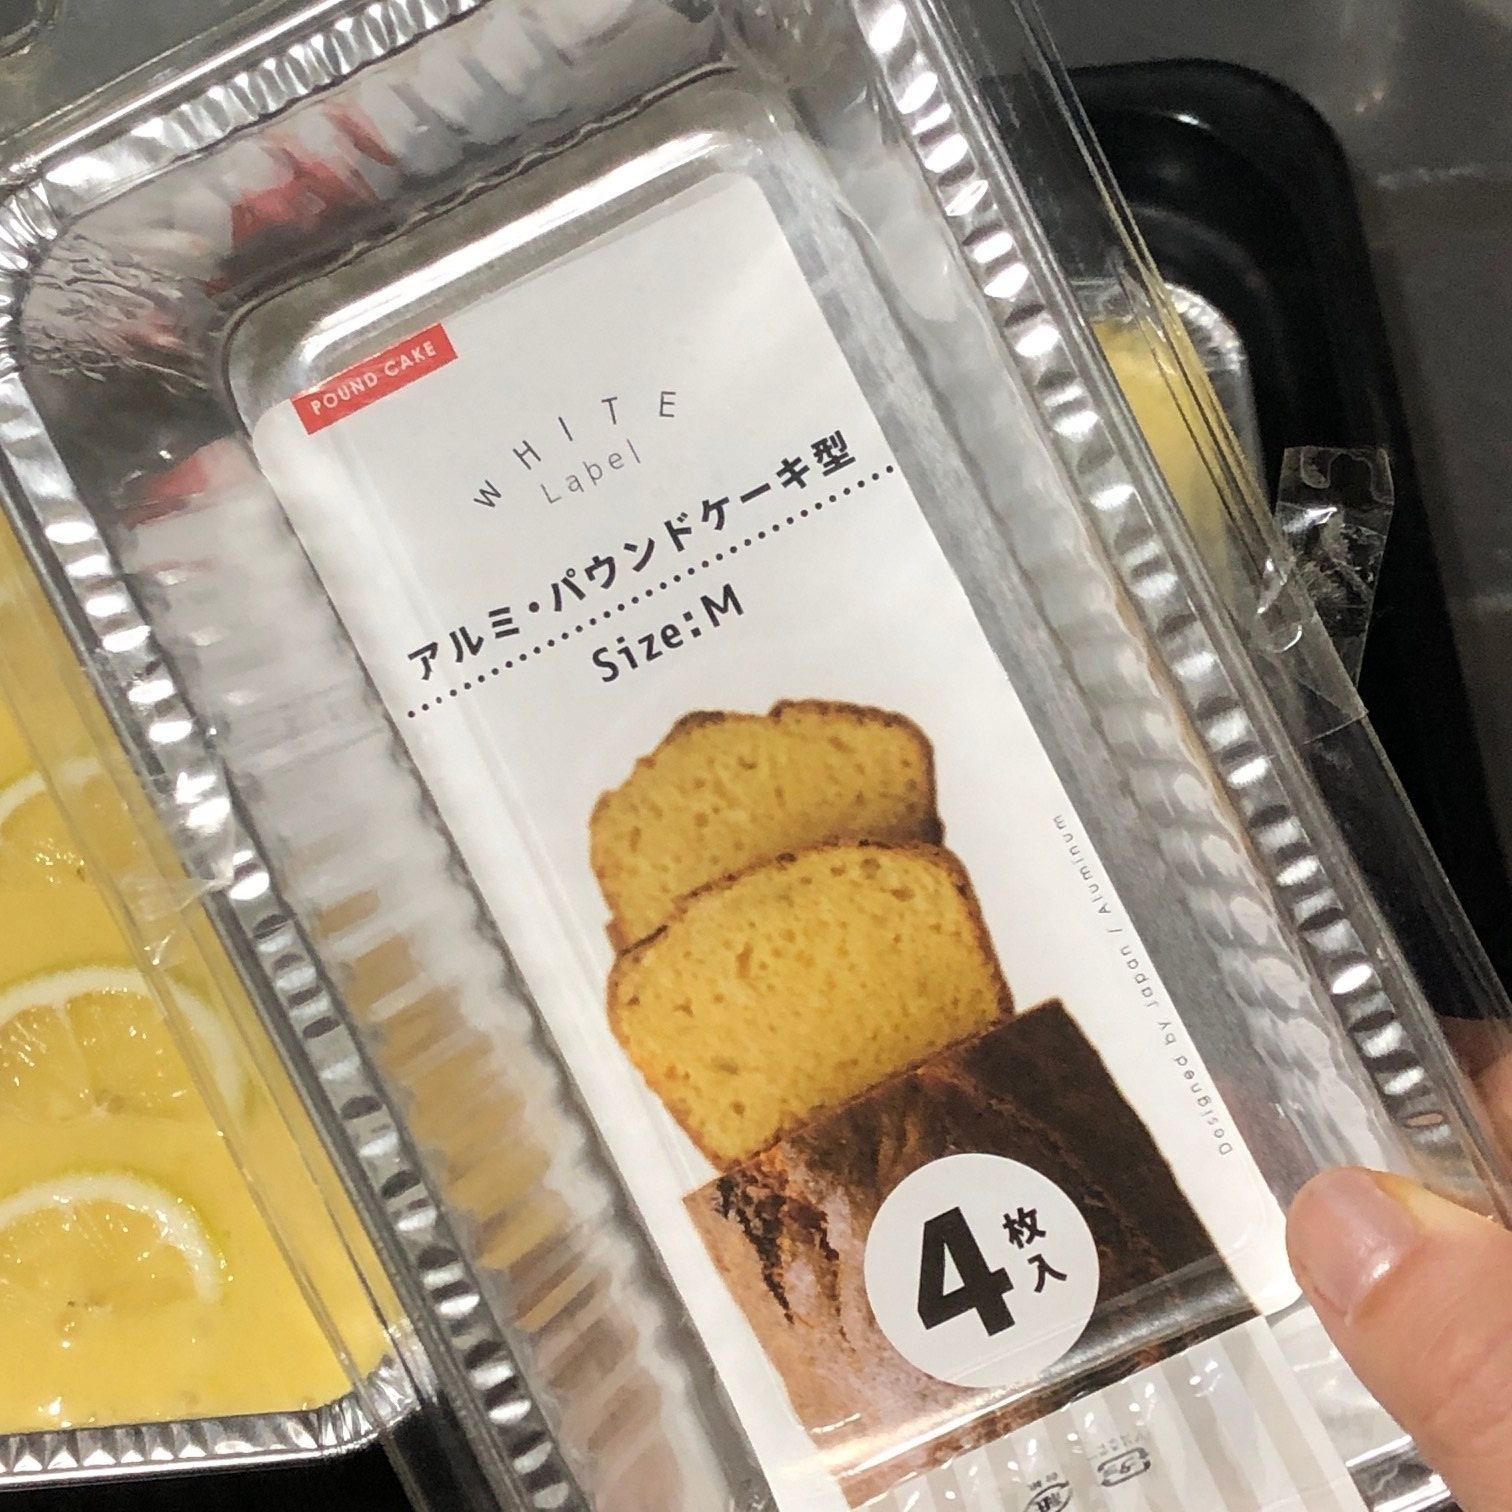 POUND CAKE
WHITE
Label
アルミ・パウンドケーキ型
Size:M
Designed by Japan / Aluminum
4枚入